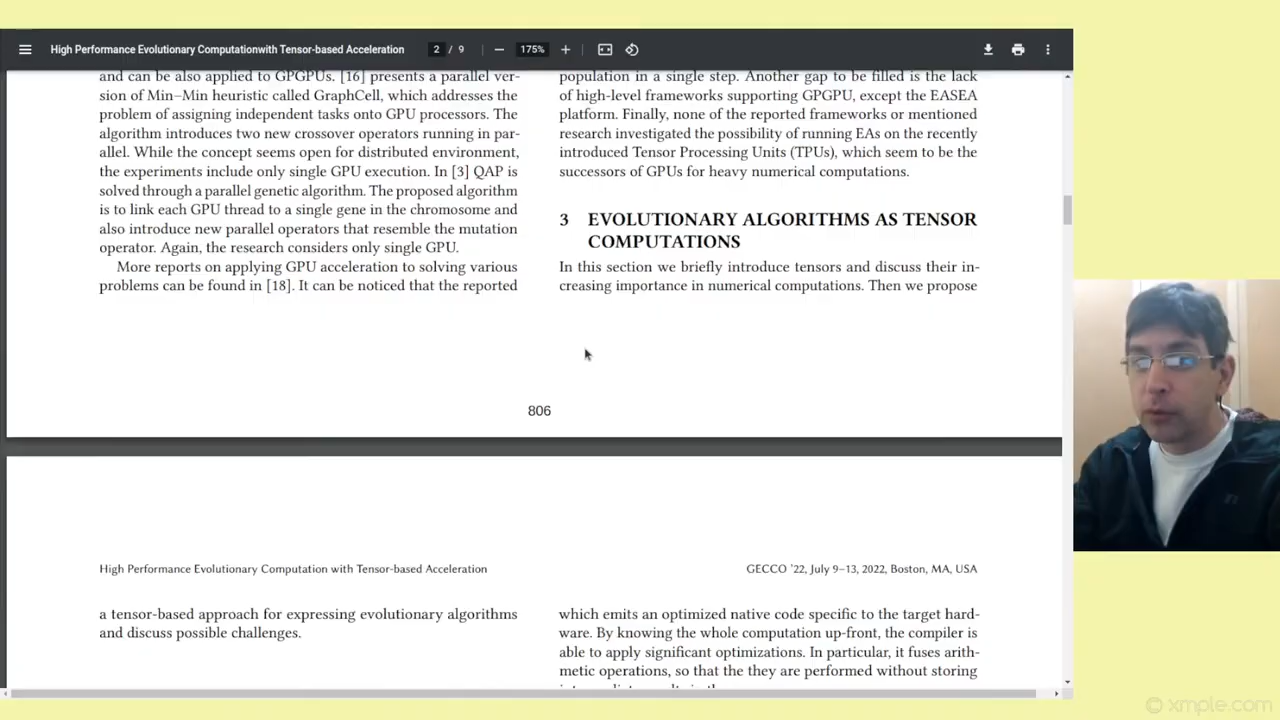 High Performance Evolutionary Computationwith Tensor-based Acceleration
2 / 9
175%
and can be also applied to GPGPUs. [16] presents a parallel ver-
sion of Min–Min heuristic called GraphCell, which addresses the
problem of assigning independent tasks onto GPU processors. The
algorithm introduces two new crossover operators running in par-
allel. While the concept seems open for distributed environment,
the experiments include only single GPU execution. In [3] QAP is
solved through a parallel genetic algorithm. The proposed algorithm
is to link each GPU thread to a single gene in the chromosome and
also introduce new parallel operators that resemble the mutation
operator. Again, the research considers only single GPU.
More reports on applying GPU acceleration to solving various
problems can be found in [18]. It can be noticed that the reported
population in a single step. Another gap to be filled is the lack
of high-level frameworks supporting GPGPU, except the EASEA
platform. Finally, none of the reported frameworks or mentioned
research investigated the possibility of running EAs on the recently
introduced Tensor Processing Units (TPUs), which seem to be the
successors of GPUs for heavy numerical computations.
3 EVOLUTIONARY ALGORITHMS AS TENSOR
COMPUTATIONS
In this section we briefly introduce tensors and discuss their in-
creasing importance in numerical computations. Then we propose
806
High Performance Evolutionary Computation with Tensor-based Acceleration
GECCO ’22, July 9–13, 2022, Boston, MA, USA
a tensor-based approach for expressing evolutionary algorithms
and discuss possible challenges.
which emits an optimized native code specific to the target hard-
ware. By knowing the whole computation up-front, the compiler is
able to apply significant optimizations. In particular, it fuses arith-
metic operations, so that the they are performed without storing
© xmple.com